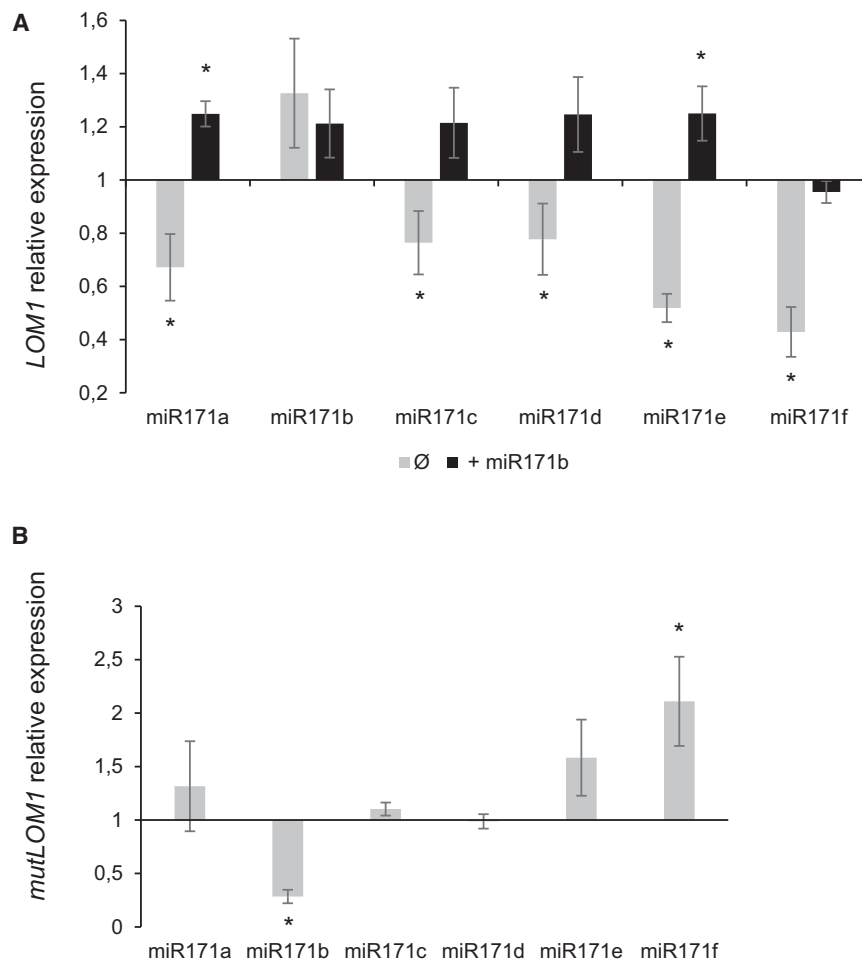 A
LOM1 relative expression
1,6
1,4
1,2
1
0,8
0,6
0,4
0,2
* *
* * * * *
miR171a miR171b miR171c miR171d miR171e miR171f
Ø + miR171b
B
mutLOM1 relative expression
3
2,5
2
1,5
1
0,5
0
*
*
miR171a miR171b miR171c miR171d miR171e miR171f